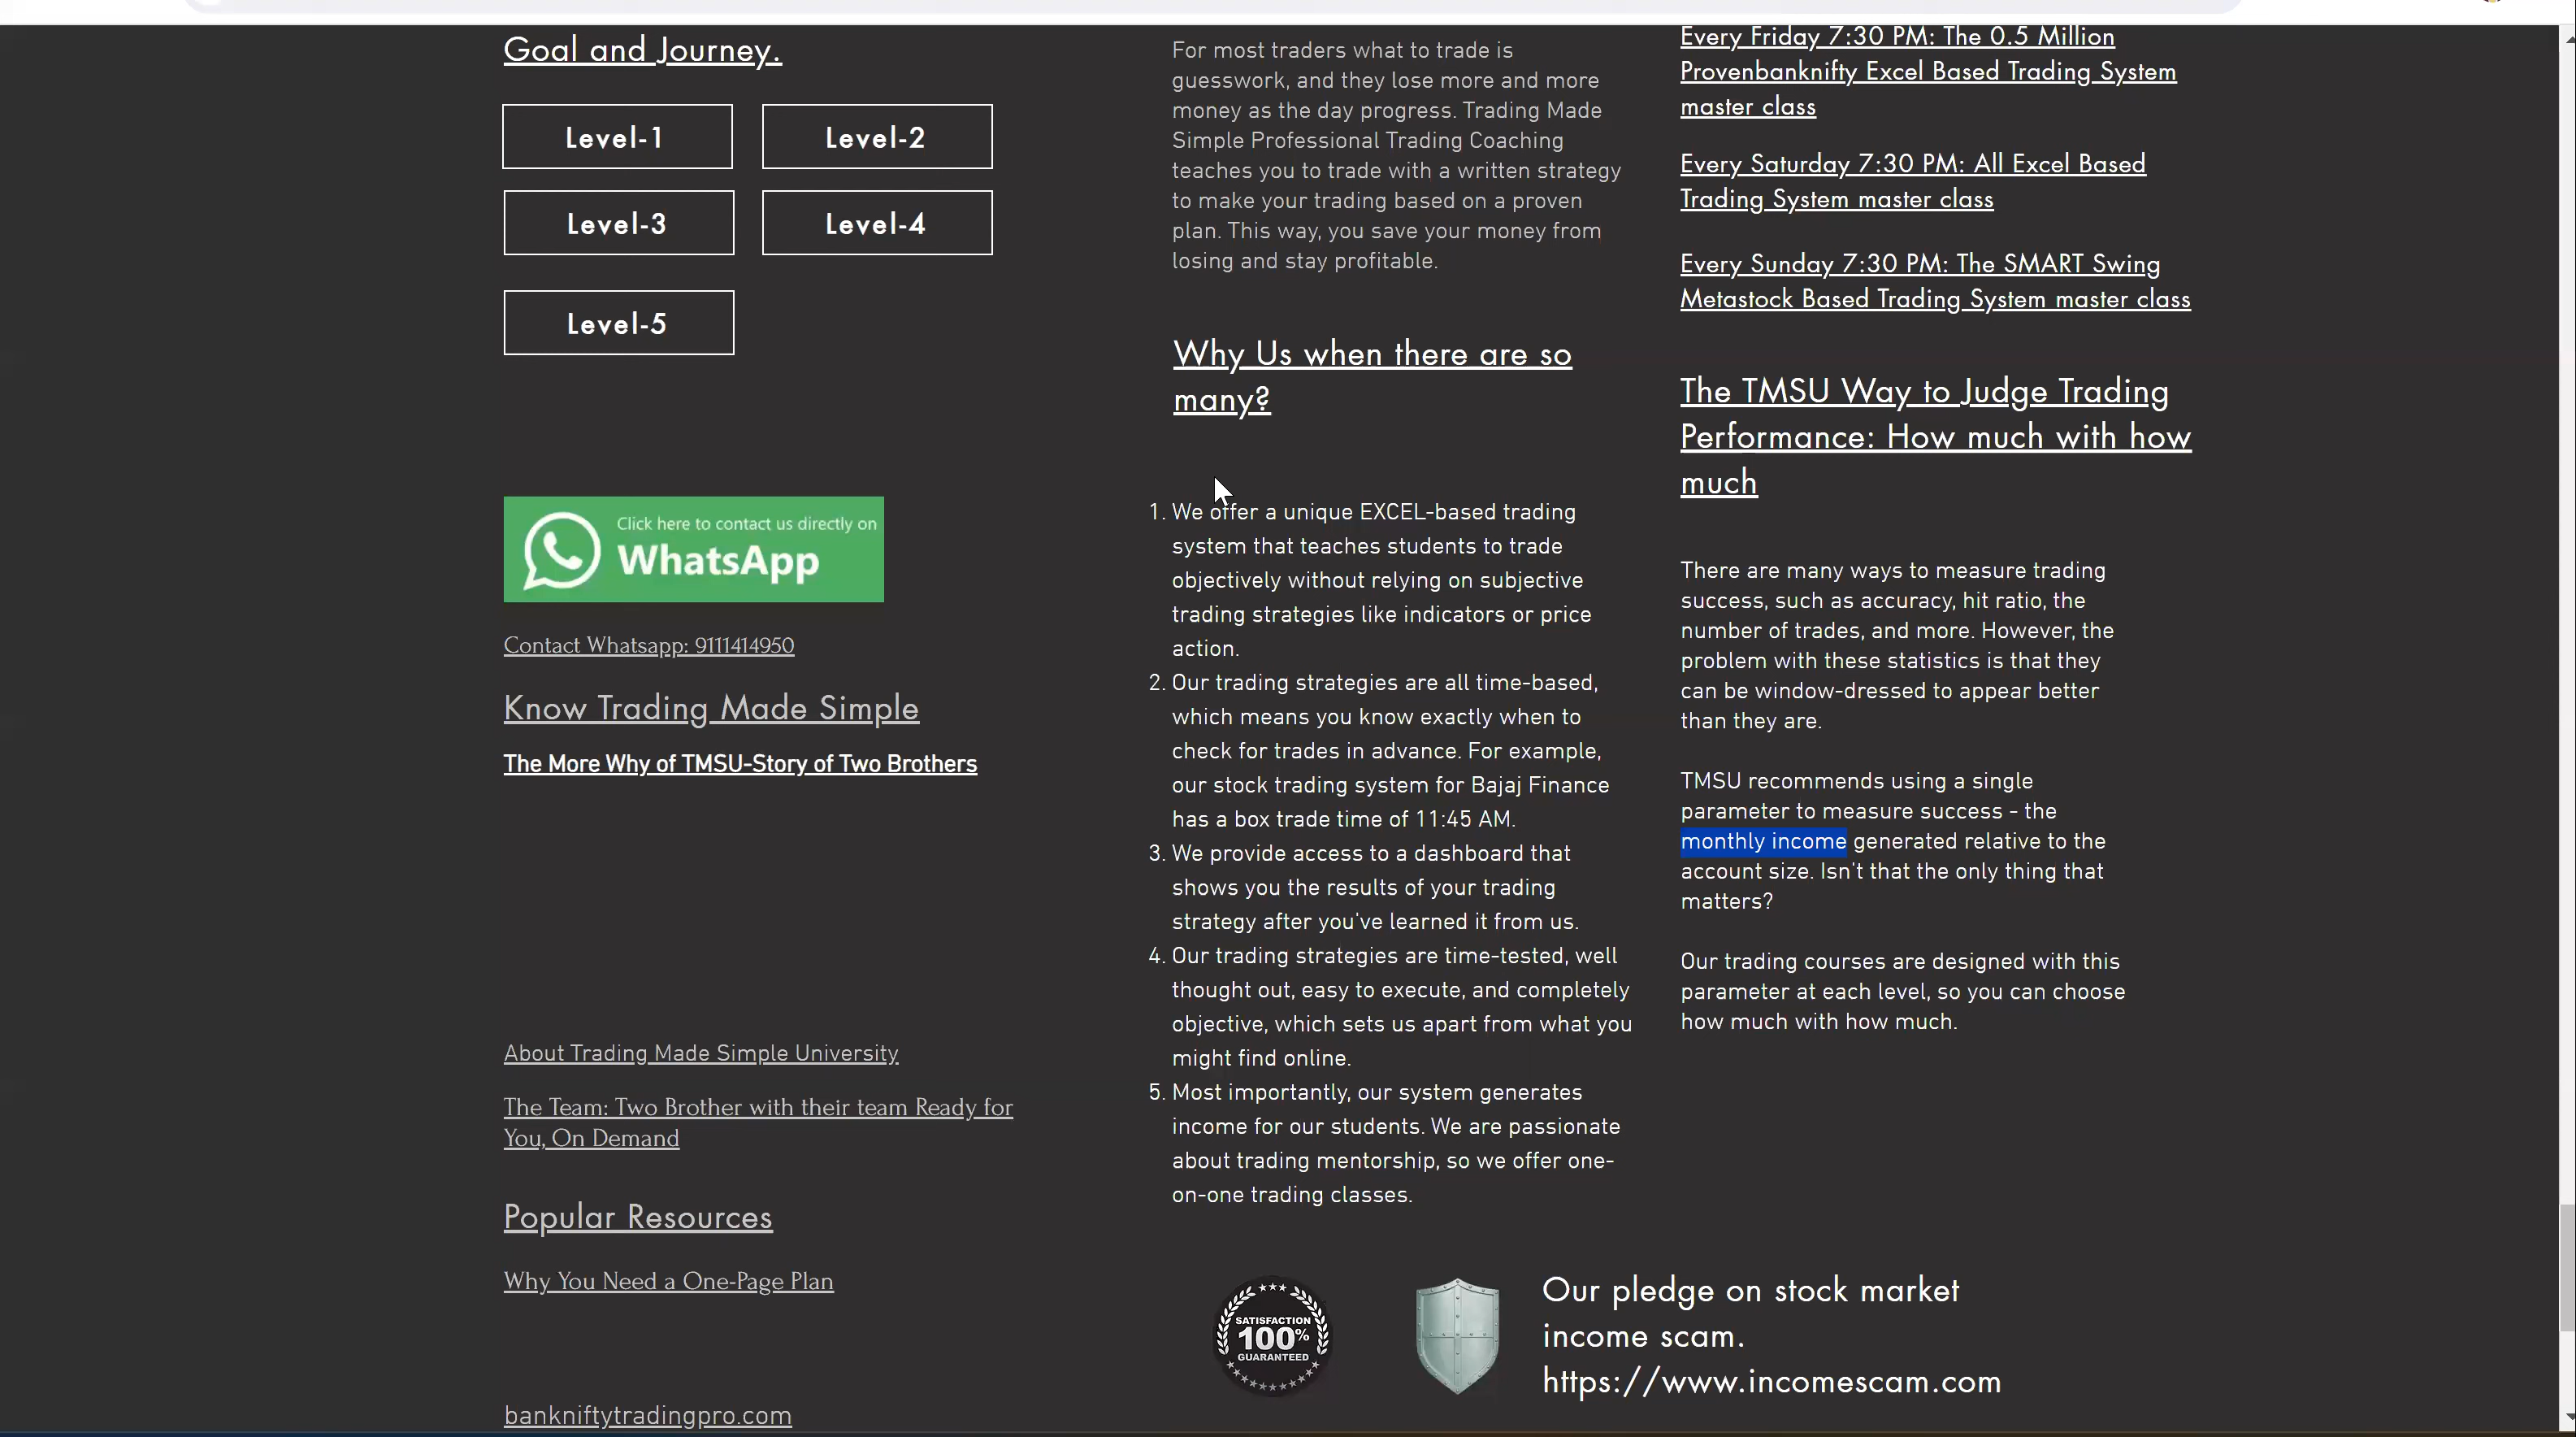 Goal and Journey.
Level-1
Level-2
Level-3
Level-4
Level-5
Click here to contact us directly on
WhatsApp
Contact Whatsapp: 9111414950
Know Trading Made Simple
The More Why of TMSU-Story of Two Brothers
About Trading Made Simple University
The Team: Two Brother with their team Ready for
You, On Demand
Popular Resources
Why You Need a One-Page Plan
bankniftytradingpro.com
For most traders what to trade is
guesswork, and they lose more and more
money as the day progress. Trading Made
Simple Professional Trading Coaching
teaches you to trade with a written strategy
to make your trading based on a proven
plan. This way, you save your money from
losing and stay profitable.
Why Us when there are so
many?
1. We offer a unique EXCEL-based trading
system that teaches students to trade
objectively without relying on subjective
trading strategies like indicators or price
action.
2. Our trading strategies are all time-based,
which means you know exactly when to
check for trades in advance. For example,
our stock trading system for Bajaj Finance
has a box trade time of 11:45 AM.
3. We provide access to a dashboard that
shows you the results of your trading
strategy after you've learned it from us.
4. Our trading strategies are time-tested, well
thought out, easy to execute, and completely
objective, which sets us apart from what you
might find online.
5. Most importantly, our system generates
income for our students. We are passionate
about trading mentorship, so we offer one-
on-one trading classes.
Every Friday 7:30 PM: The 0.5 Million
Provenbanknifty Excel Based Trading System
master class
Every Saturday 7:30 PM: All Excel Based
Trading System master class
Every Sunday 7:30 PM: The SMART Swing
Metastock Based Trading System master class
The TMSU Way to Judge Trading
Performance: How much with how
much
There are many ways to measure trading
success, such as accuracy, hit ratio, the
number of trades, and more. However, the
problem with these statistics is that they
can be window-dressed to appear better
than they are.
TMSU recommends using a single
parameter to measure success - the
monthly income generated relative to the
account size. Isn't that the only thing that
matters?
Our trading courses are designed with this
parameter at each level, so you can choose
how much with how much.
SATISFACTION
100%
GUARANTEED
Our pledge on stock market
income scam.
https://www.incomescam.com